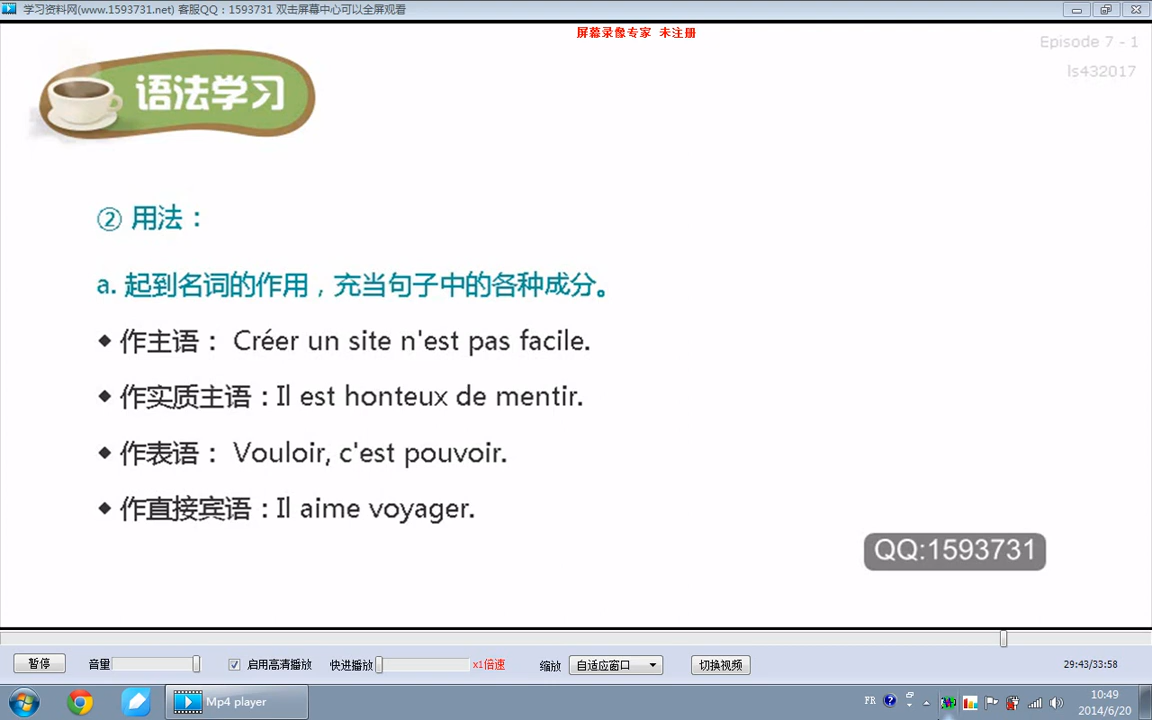 学习资料网(www.1593731.net) 客服QQ：1593731 双击屏幕中心可以全屏观看
屏幕录像专家 未注册
Episode 7 - 1
ls432017
语法学习
② 用法：
a. 起到名词的作用，充当句子中的各种成分。
◆ 作主语： Créer un site n'est pas facile.
◆ 作实质主语：Il est honteux de mentir.
◆ 作表语： Vouloir, c'est pouvoir.
◆ 作直接宾语：Il aime voyager.
QQ:1593731
暂停 音量 启用高清播放 快进播放 x1倍速 缩放 自适应窗口 切换视频 29:43/33:58
Mp4 player FR 10:49
2014/6/20